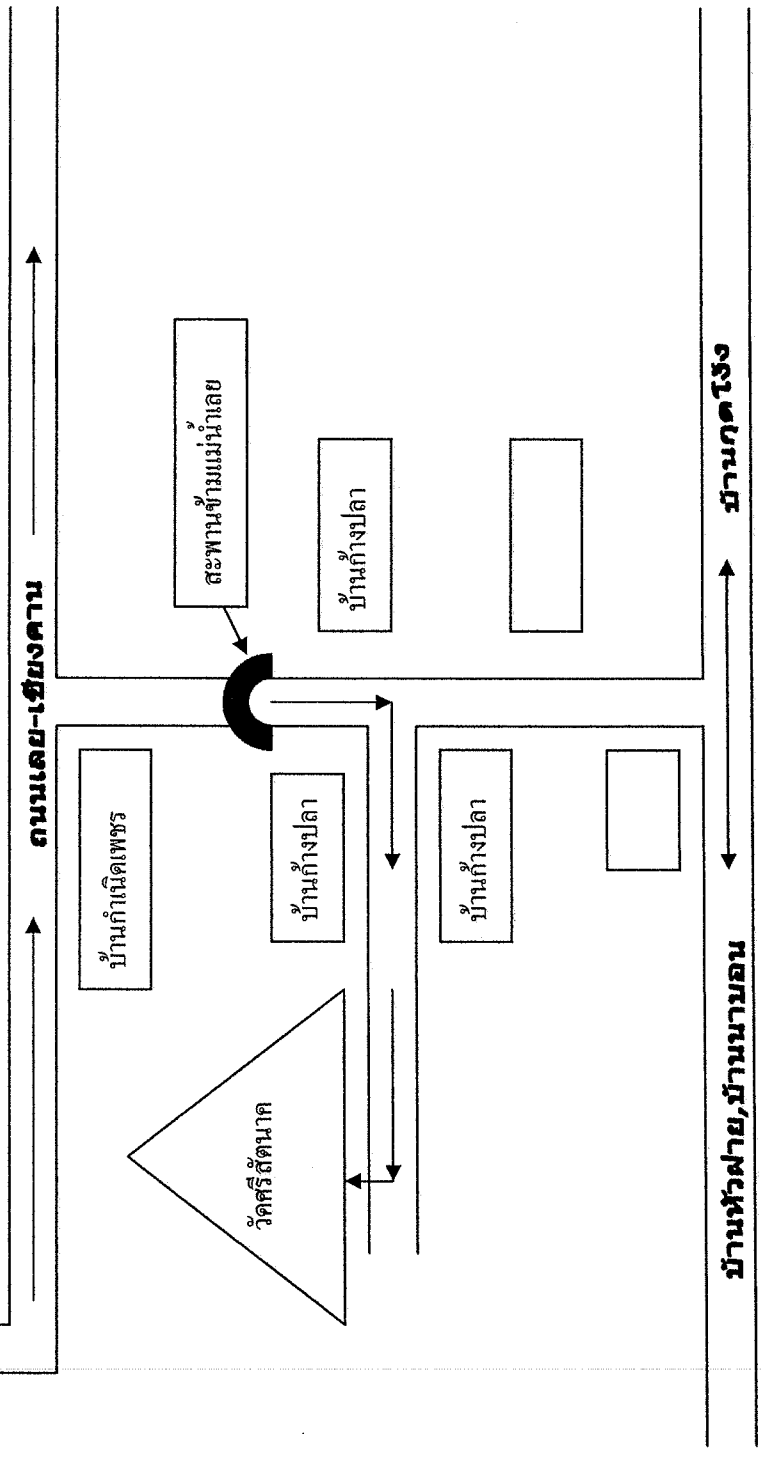 ถนนเลย-เชียงคาน
บ้านกำเนิดเพชร
สะพานข้ามแม่น้ำเลย
วัดศรีสัตนาค
บ้านก้างปลา
บ้านก้างปลา
บ้านก้างปลา
บ้านหัวฝาย,บ้านนาบอน
บ้านกุดโงง